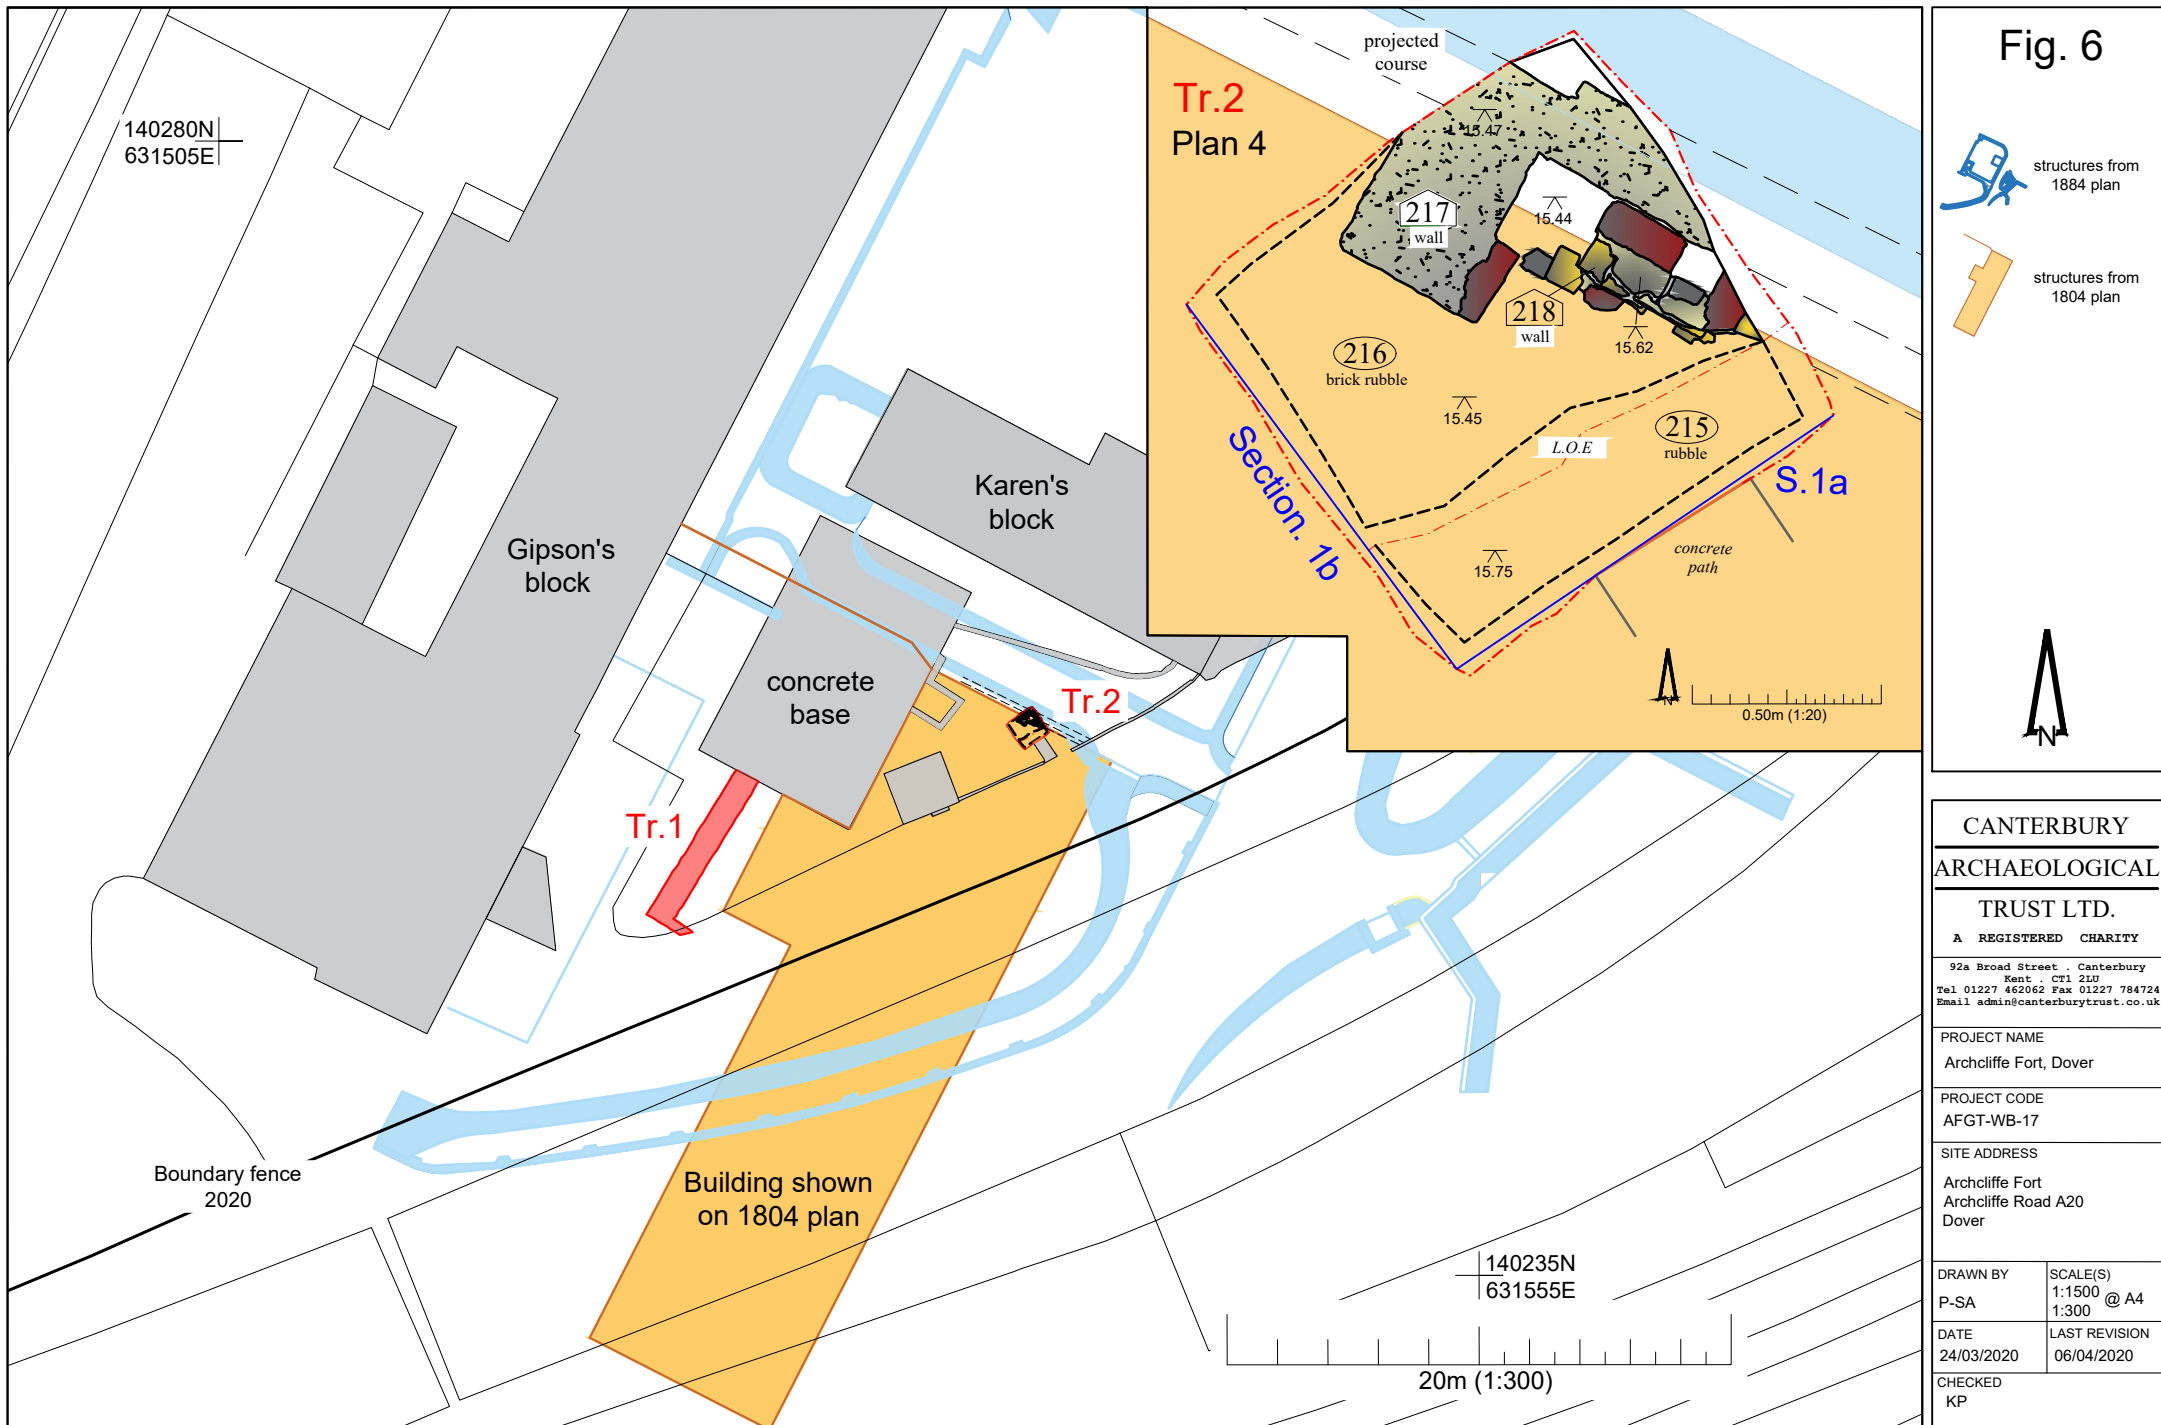 140280N
631505E
Gipson's
block
Karen's
block
concrete
base
Tr.1
Tr.2
Boundary fence
2020
Building shown
on 1804 plan
140235N
631555E
20m (1:300)
Tr.2
Plan 4
projected
course
15.47
217
wall
15.44
218
wall
15.62
216
brick rubble
15.45
215
rubble
L.O.E
Section. 1b
S.1a
15.75
concrete
path
N
0.50m (1:20)
Fig. 6
structures from
1884 plan
structures from
1804 plan
N
CANTERBURY
ARCHAEOLOGICAL
TRUST LTD.
A REGISTERED CHARITY
92a Broad Street . Canterbury
Kent . CT1 2LU
Tel 01227 462062 Fax 01227 784724
Email admin@canterburytrust.co.uk
PROJECT NAME
Archcliffe Fort, Dover
PROJECT CODE
AFGT-WB-17
SITE ADDRESS
Archcliffe Fort
Archcliffe Road A20
Dover
DRAWN BY
P-SA
SCALE(S)
1:1500 @ A4
1:300
DATE
24/03/2020
LAST REVISION
06/04/2020
CHECKED
KP